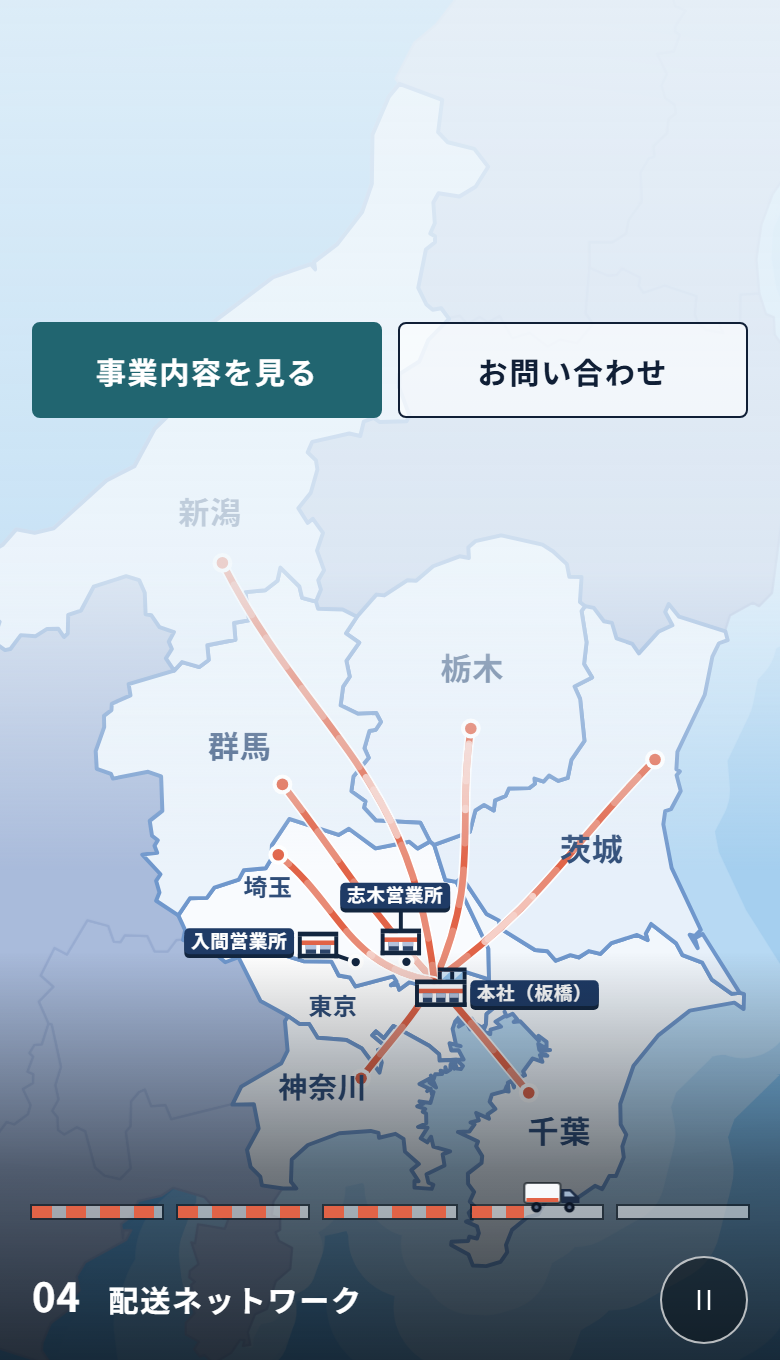 事業内容を見る
お問い合わせ
新潟
栃木
群馬
茨城
埼玉
志木営業所
入間営業所
本社（板橋）
東京
神奈川
千葉
04 配送ネットワーク